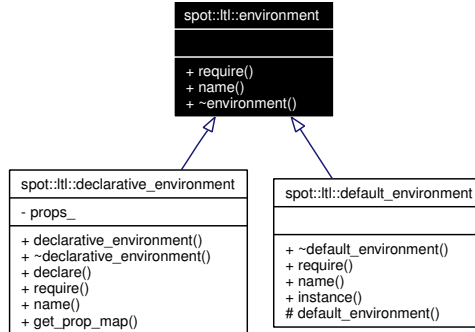 spot::ltl::environment
+ require()
+ name()
+ ~environment()
spot::ltl::declarative_environment
- props_
+ declarative_environment()
+ ~declarative_environment()
+ declare()
+ require()
+ name()
+ get_prop_map()
spot::ltl::default_environment
+ ~default_environment()
+ require()
+ name()
+ instance()
# default_environment()